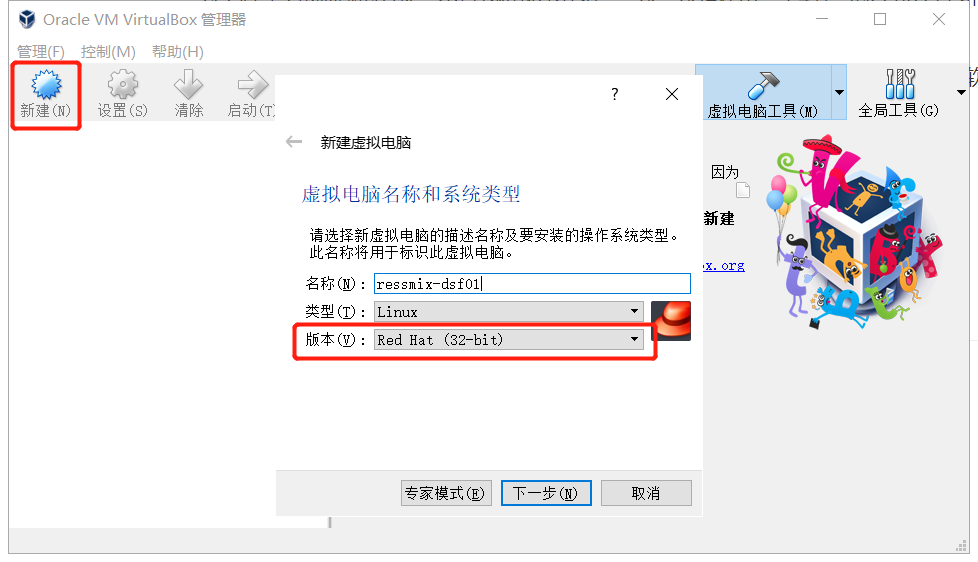 Oracle VM VirtualBox 管理器
管理(F) 控制(M) 帮助(H)
新建(N) 设置(S) 清除 启动(T) 虚拟电脑工具(M) 全局工具(G)
?
新建虚拟电脑
因为
虚拟电脑名称和系统类型
新建
请选择新虚拟电脑的描述名称及要安装的操作系统类型。
此名称将用于标识此虚拟电脑。
ox.org
名称(N)： ressmix-dsf01
类型(T)： Linux
版本(V)： Red Hat (32-bit)
专家模式(E) 下一步(N) 取消